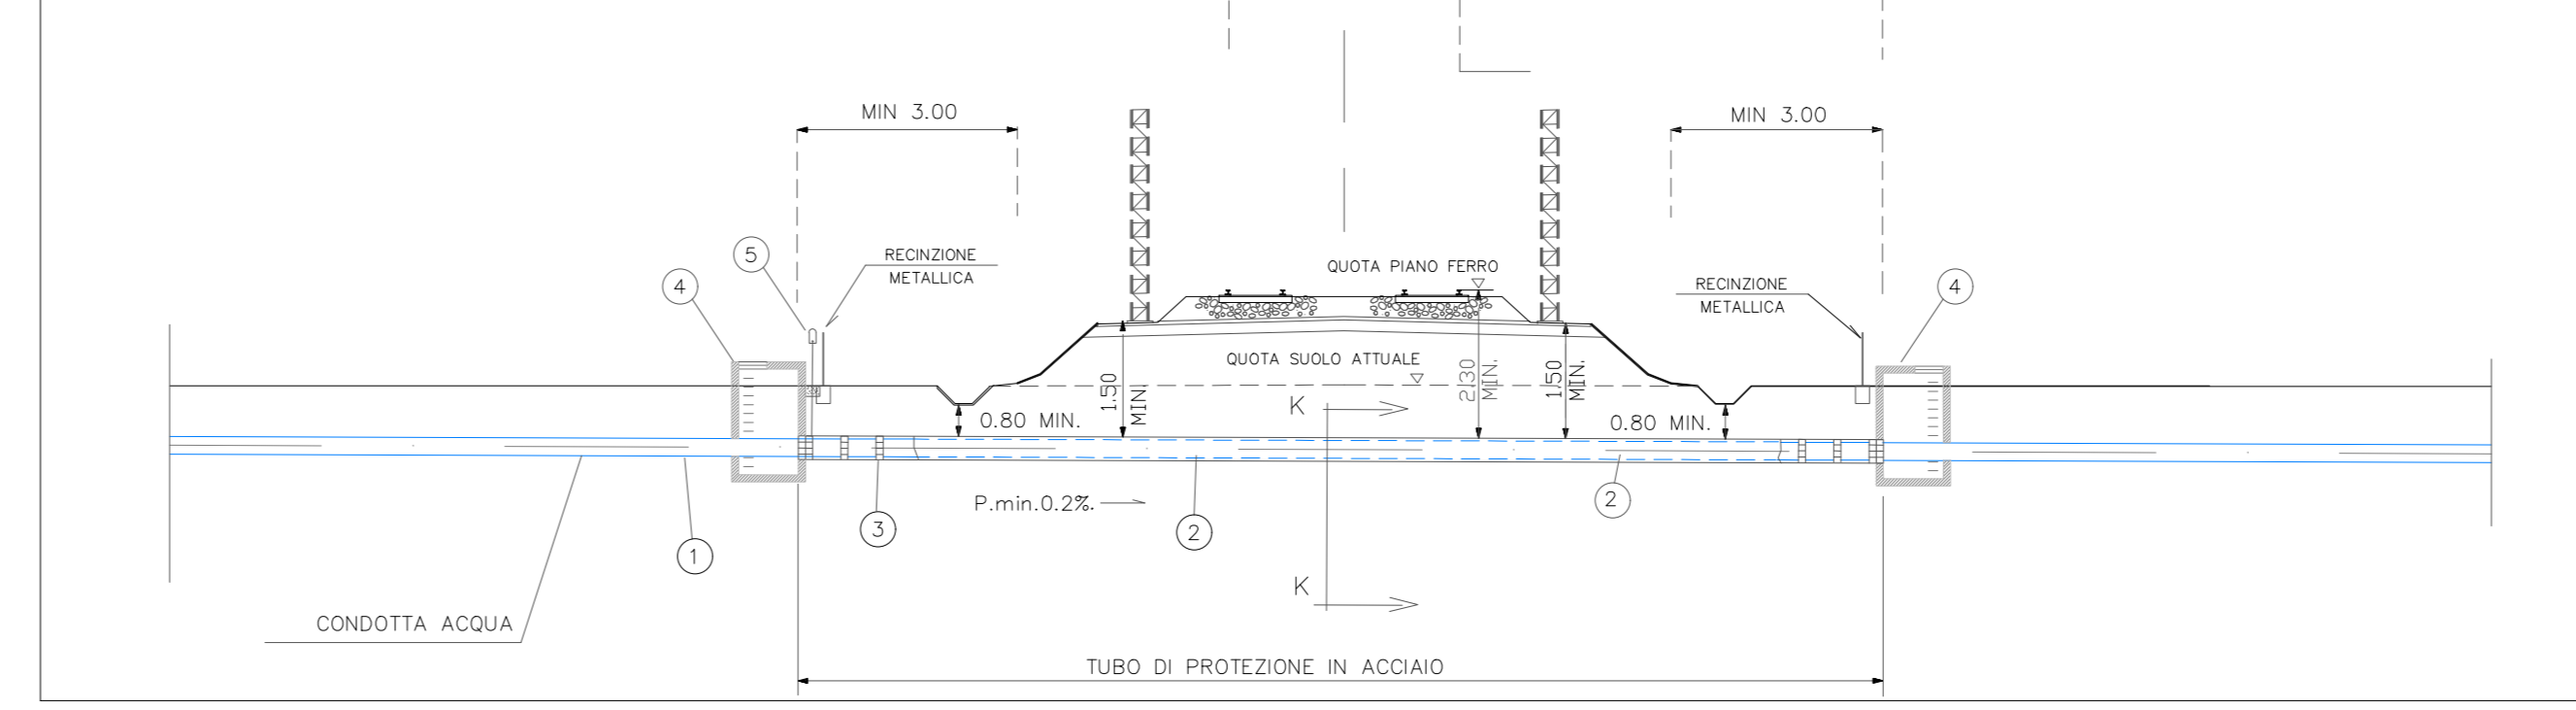 MIN 3.00
MIN 3.00
5
RECINZIONE
METALLICA
4
QUOTA PIANO FERRO
RECINZIONE
METALLICA
4
QUOTA SUOLO ATTUALE
1.50
MIN.
2.30
MIN.
1.50
MIN.
K
0.80 MIN.
0.80 MIN.
P.min.0.2%.
1
3
2
2
K
CONDOTTA ACQUA
TUBO DI PROTEZIONE IN ACCIAIO